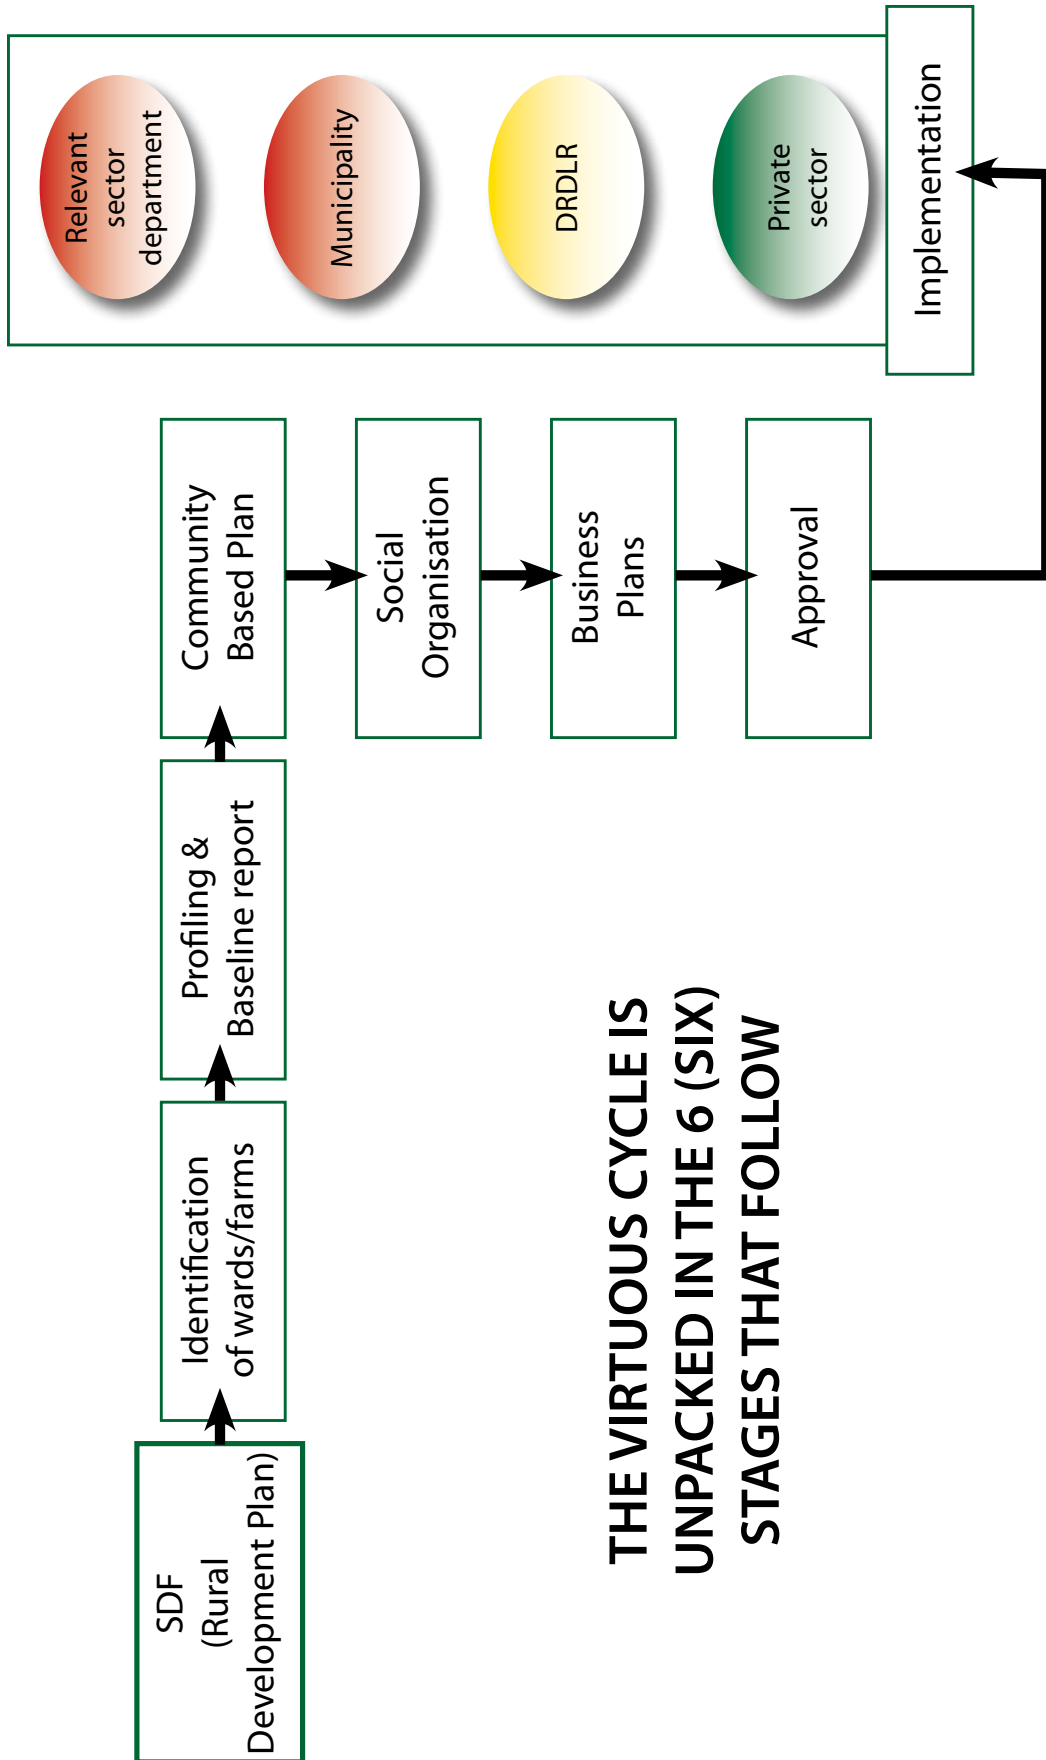 SDF
(Rural
Development Plan)
Identification
of wards/farms
Profiling &
Baseline report
Community
Based Plan
Social
Organisation
Business
Plans
Approval
Implementation
Relevant
sector
department
Municipality
DRDLR
Private
sector
THE VIRTUOUS CYCLE IS
UNPACKED IN THE 6 (SIX)
STAGES THAT FOLLOW